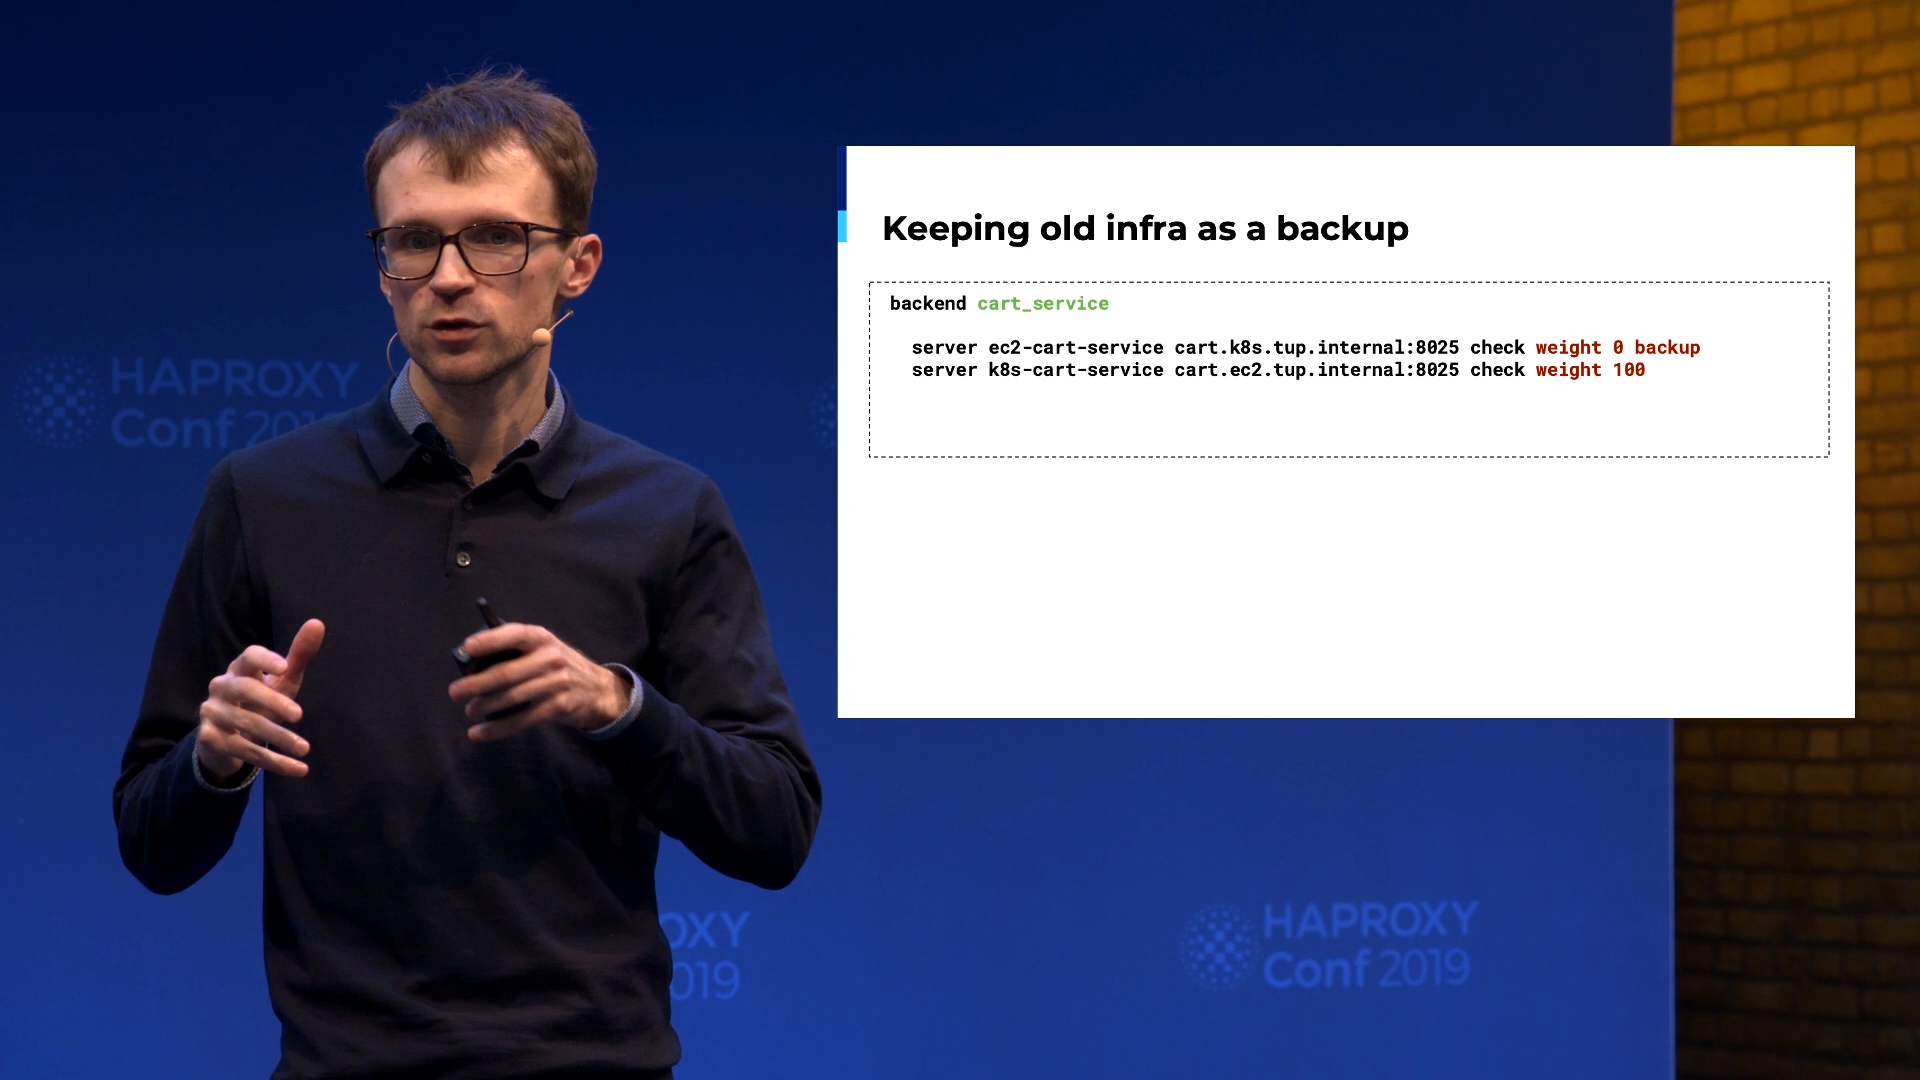 HAPROXY
Conf 2019
Keeping old infra as a backup
backend cart_service
server ec2-cart-service cart.k8s.tup.internal:8025 check weight 0 backup
server k8s-cart-service cart.ec2.tup.internal:8025 check weight 100
OXY
019
HAPROXY
Conf 2019